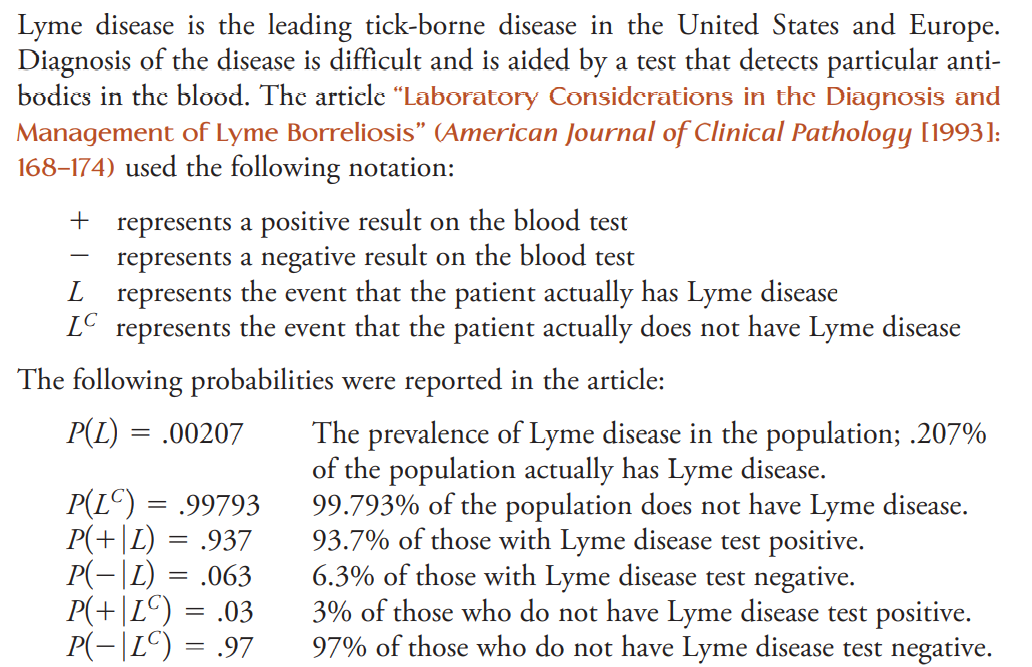 Lyme disease is the leading tick-borne disease in the United States and Europe.
Diagnosis of the disease is difficult and is aided by a test that detects particular anti-
bodies in the blood. The article “Laboratory Considerations in the Diagnosis and
Management of Lyme Borreliosis” (American Journal of Clinical Pathology [1993]:
168–174) used the following notation:
+ represents a positive result on the blood test
− represents a negative result on the blood test
L represents the event that the patient actually has Lyme disease
Lᶜ represents the event that the patient actually does not have Lyme disease
The following probabilities were reported in the article:
P(L) = .00207 The prevalence of Lyme disease in the population; .207%
of the population actually has Lyme disease.
P(Lᶜ) = .99793 99.793% of the population does not have Lyme disease.
P(+|L) = .937 93.7% of those with Lyme disease test positive.
P(−|L) = .063 6.3% of those with Lyme disease test negative.
P(+|Lᶜ) = .03 3% of those who do not have Lyme disease test positive.
P(−|Lᶜ) = .97 97% of those who do not have Lyme disease test negative.